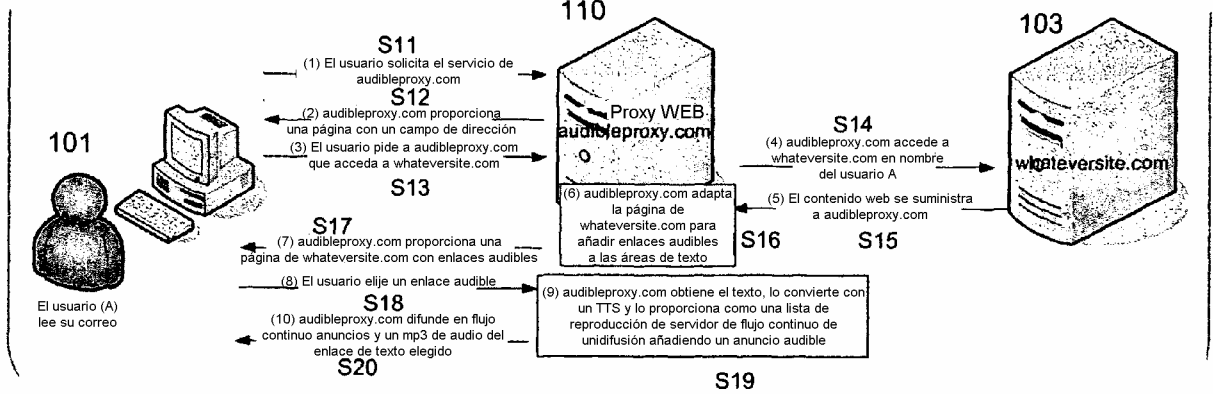 110
103
S11
(1) El usuario solicita el servicio de
audibleproxy.com
S12
(2) audibleproxy.com proporciona
una página con un campo de dirección
(3) El usuario pide a audibleproxy.com
que acceda a whateversite.com
S13
101
El usuario (A)
lee su correo
Proxy WEB
audibleproxy.com
S14
(4) audibleproxy.com accede a
whateversite.com en nombre
del usuario A
whateversite.com
(5) El contenido web se suministra
a audibleproxy.com
S15
(6) audibleproxy.com adapta
la página de
whateversite.com para
añadir enlaces audibles
a las áreas de texto
S16
S17
(7) audibleproxy.com proporciona una
página de whateversite.com con enlaces audibles
(8) El usuario elije un enlace audible
S18
(9) audibleproxy.com obtiene el texto, lo convierte con
un TTS y lo proporciona como una lista de
reproducción de servidor de flujo continuo de
unidifusión añadiendo un anuncio audible
S19
(10) audibleproxy.com difunde en flujo
continuo anuncios y un mp3 de audio del
enlace de texto elegido
S20